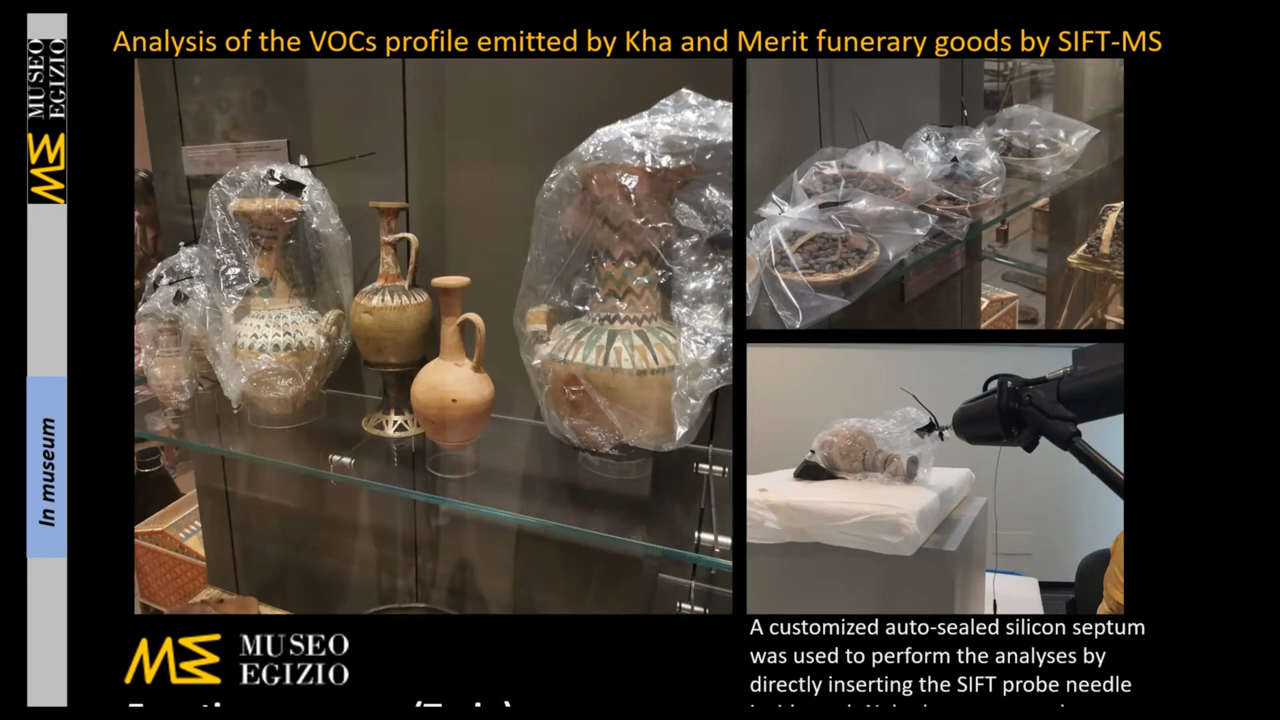 Analysis of the VOCs profile emitted by Kha and Merit funerary goods by SIFT-MS
MUSEO
EGIZIO
In museum
MUSEO
EGIZIO
A customized auto-sealed silicon septum
was used to perform the analyses by
directly inserting the SIFT probe needle